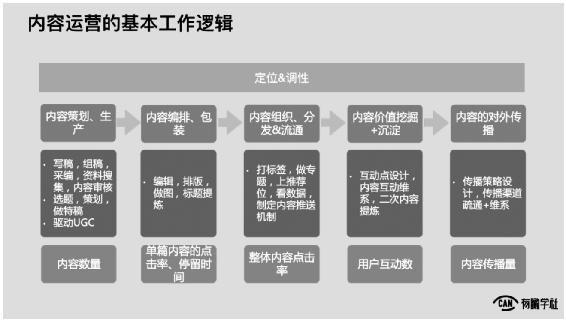 内容运营的基本工作逻辑
定位&调性
内容策划、生
产
内容编排、包
装
内容组织、分
发&流通
内容价值挖掘
+沉淀
内容的对外传
播
• 写稿，组稿，
采编，资料搜
集，内容审核
• 选题，策划，
做特稿
• 驱动UGC
• 编辑，排版，
做图，标题提
炼
• 打标签，做专
题，上推荐
位，看数据，
制定内容推送
机制
• 互动点设计，
内容互动维
系，二次内容
提炼
• 传播策略设
计，传播渠道
疏通+维系
内容数量
单篇内容的点
击率、停留时
间
整体内容点击
率
用户互动数
内容传播量
CAN 有盐学社